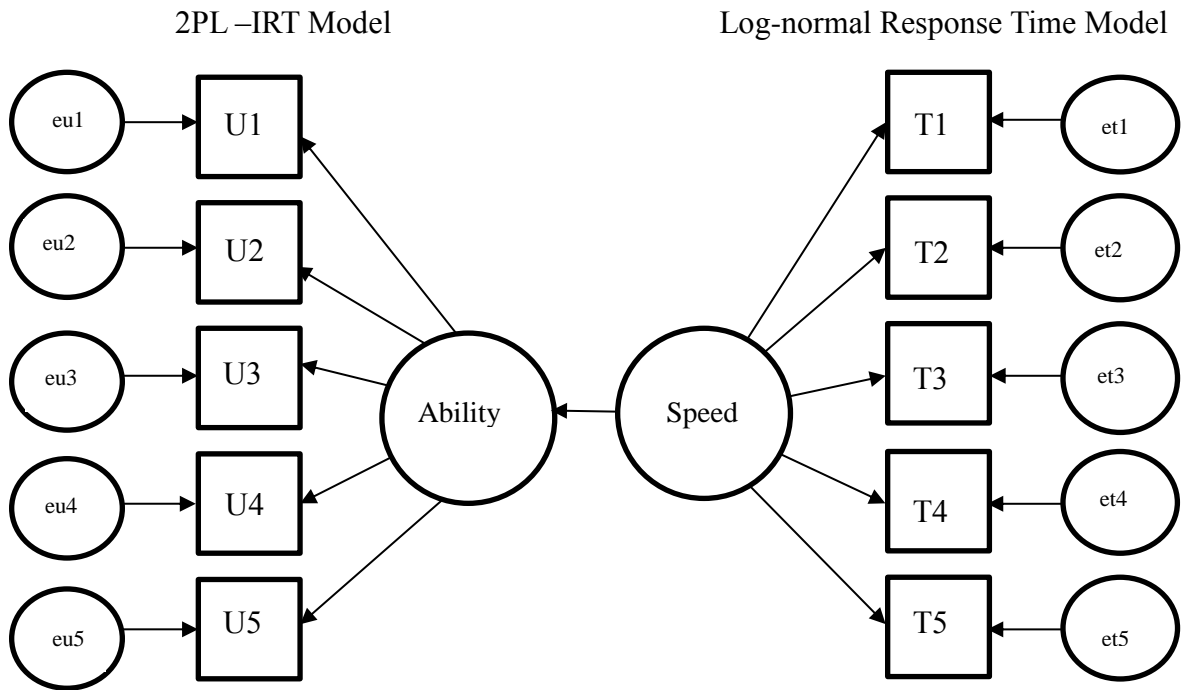 2PL –IRT Model
Log-normal Response Time Model
eu1
U1
T1
et1
eu2
U2
T2
et2
eu3
U3
T3
et3
Ability
Speed
eu4
U4
T4
et4
eu5
U5
T5
et5